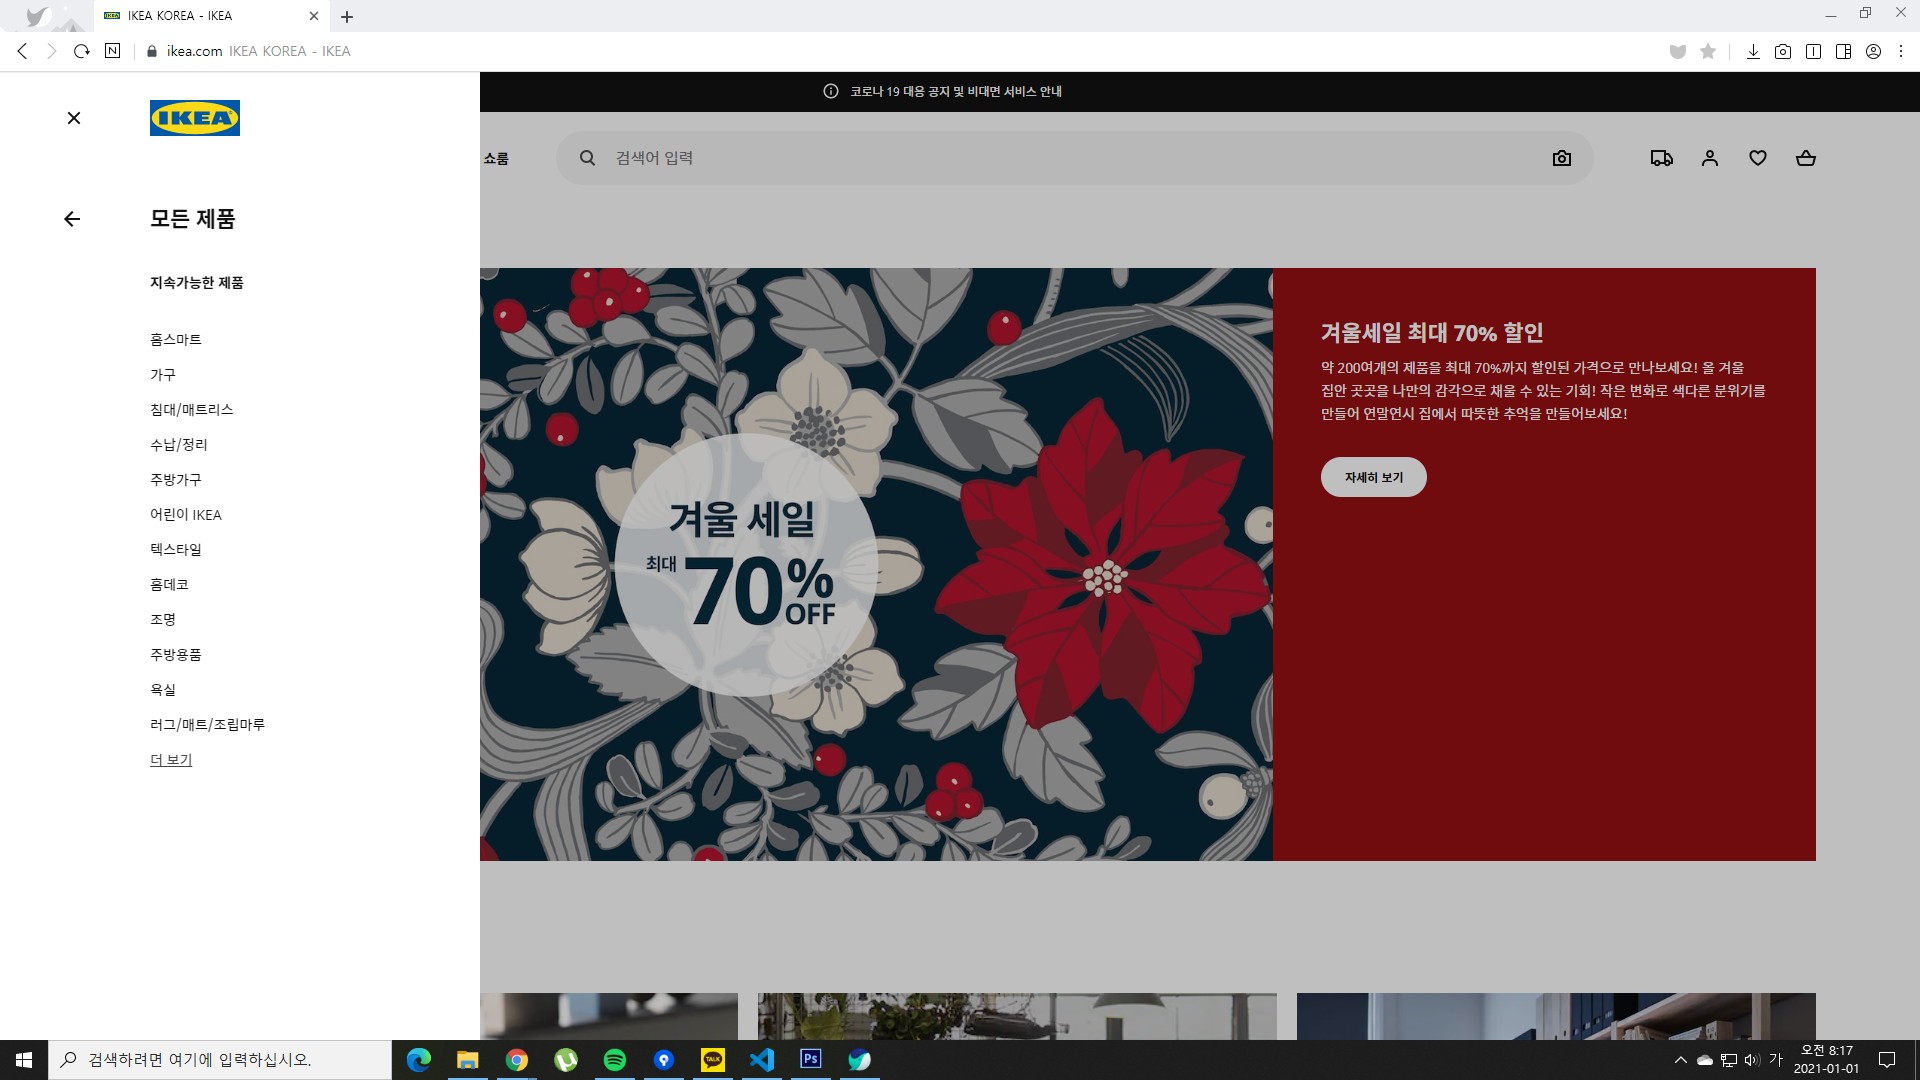 IKEA KOREA - IKEA
ikea.com IKEA KOREA - IKEA
IKEA
모든 제품
지속가능한 제품
홈스마트
가구
침대/매트리스
수납/정리
주방가구
어린이 IKEA
텍스타일
홈데코
조명
주방용품
욕실
러그/매트/조립마루
더 보기
코로나 19 대응 공지 및 비대면 서비스 안내
쇼룸
검색어 입력
겨울 세일
최대 70% OFF
겨울세일 최대 70% 할인
약 200여개의 제품을 최대 70%까지 할인된 가격으로 만나보세요! 올 겨울
집안 곳곳을 나만의 감각으로 채울 수 있는 기회! 작은 변화로 색다른 분위기를
만들어 연말연시 집에서 따뜻한 추억을 만들어보세요!
자세히 보기
검색하려면 여기에 입력하십시오.
TALK
Ps
가
오전 8:17
2021-01-01